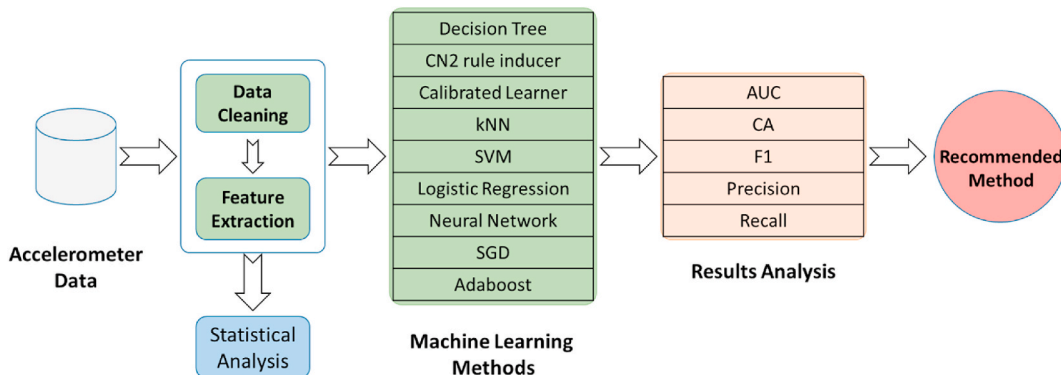 Accelerometer
Data
Data
Cleaning
Feature
Extraction
Statistical
Analysis
Decision Tree
CN2 rule inducer
Calibrated Learner
kNN
SVM
Logistic Regression
Neural Network
SGD
Adaboost
Machine Learning
Methods
AUC
CA
F1
Precision
Recall
Results Analysis
Recommended
Method